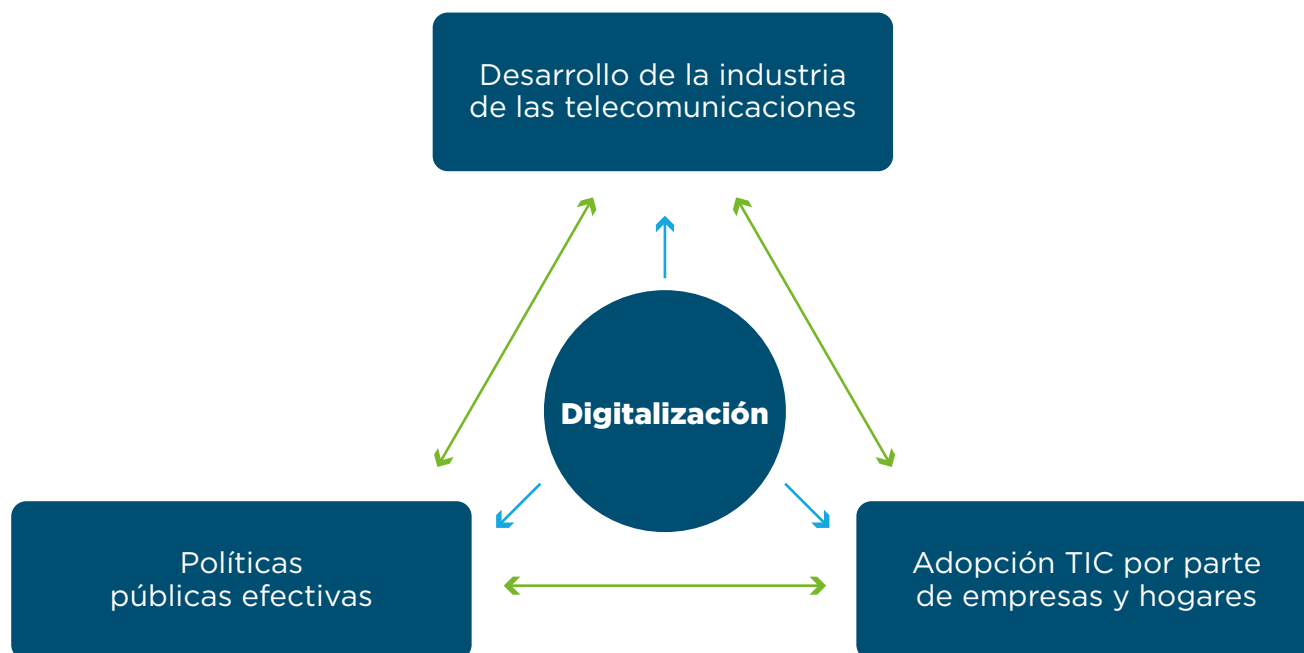 Desarrollo de la industria
de las telecomunicaciones
Digitalización
Políticas
públicas efectivas
Adopción TIC por parte
de empresas y hogares